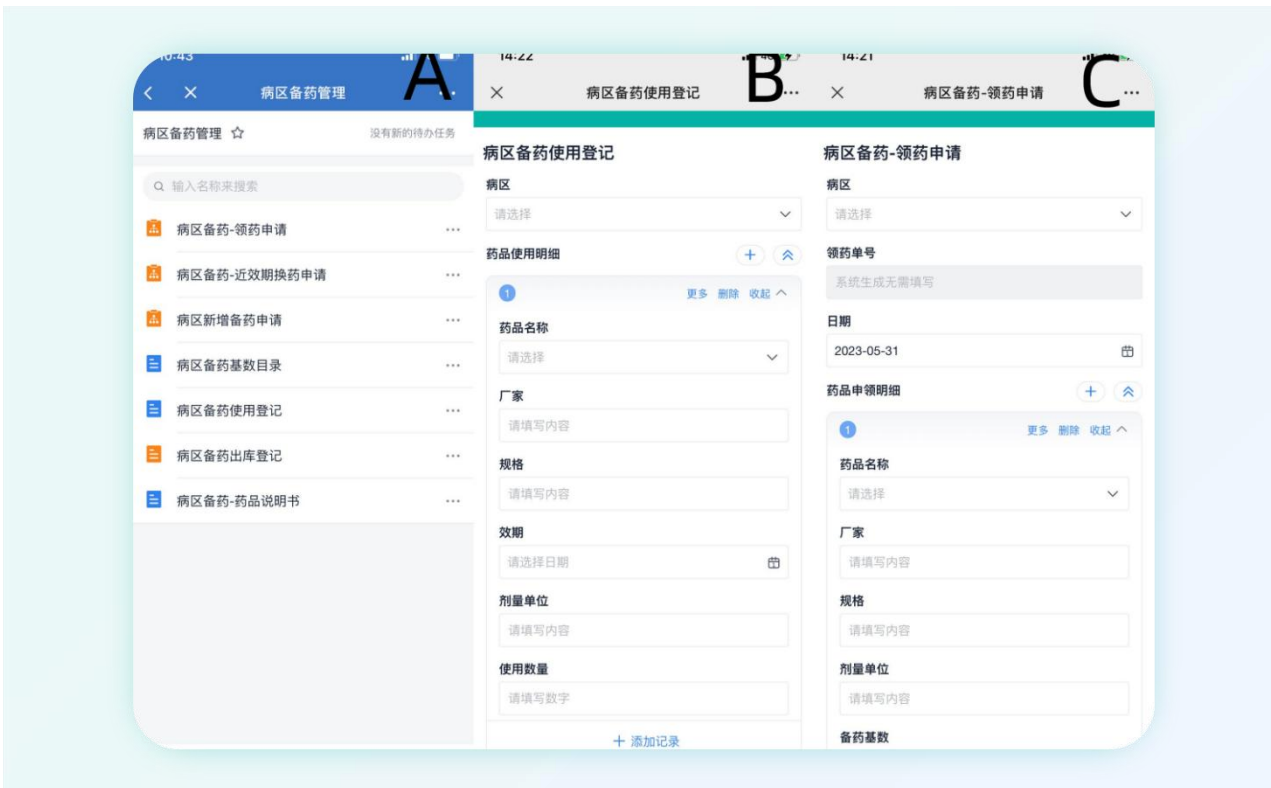 10:43
A
病区备药管理
病区备药管理
没有新的待办任务
输入名称来搜索
病区备药-领药申请
病区备药-近效期换药申请
病区新增备药申请
病区备药基数目录
病区备药使用登记
病区备药出库登记
病区备药-药品说明书
14:22
B
病区备药使用登记
病区备药使用登记
病区
请选择
药品使用明细
1
更多 删除 收起
药品名称
请选择
厂家
请填写内容
规格
请填写内容
效期
请选择日期
剂量单位
请填写内容
使用数量
请填写数字
+ 添加记录
14:21
C
病区备药-领药申请
病区备药-领药申请
病区
请选择
领药单号
系统生成无需填写
日期
2023-05-31
药品申领明细
1
更多 删除 收起
药品名称
请选择
厂家
请填写内容
规格
请填写内容
剂量单位
请填写内容
备药基数